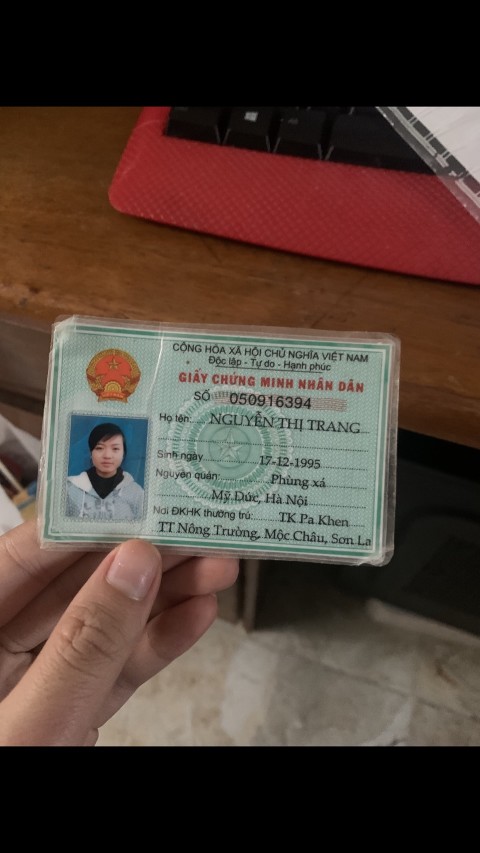 CỘNG HÒA XÃ HỘI CHỦ NGHĨA VIỆT NAM
Độc lập - Tự do - Hạnh phúc
GIẤY CHỨNG MINH NHÂN DÂN
SỐ 050916394
Họ tên: NGUYỄN THỊ TRANG
Sinh ngày 17-12-1995
Nguyên quán: Phùng xá
Mỹ Đức, Hà Nội
Nơi ĐKHK thường trú: TK Pa Khen
TT Nông Trường, Mộc Châu, Sơn La